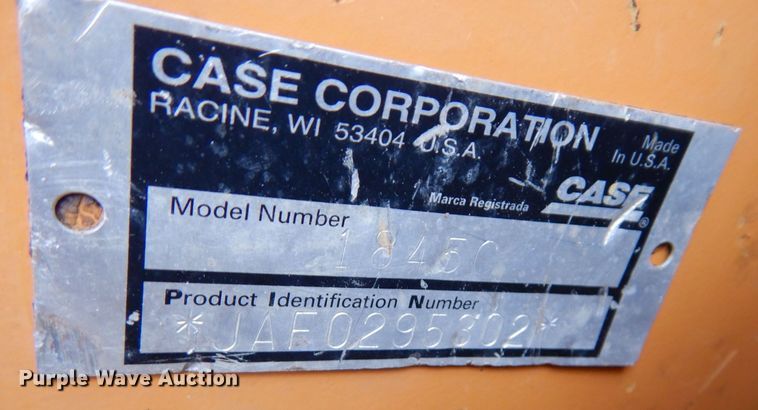 CASE CORPORATION
RACINE, WI 53404 U.S.A.
Made
In U.S.A.
Marca Registrada
CASE
®
Model Number
1845C
Product Identification Number
*JAF0295302*
Purple Wave Auction